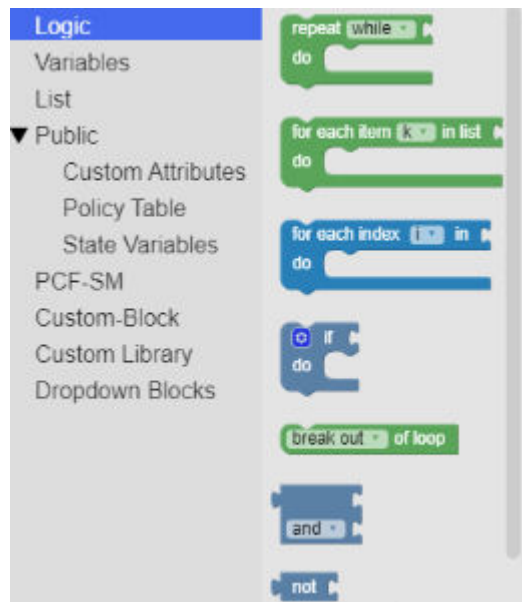 Logic
Variables
List
Public
Custom Attributes
Policy Table
State Variables
PCF-SM
Custom-Block
Custom Library
Dropdown Blocks
repeat while
do
for each item k in list
do
for each index i in
do
if
do
break out of loop
and
not